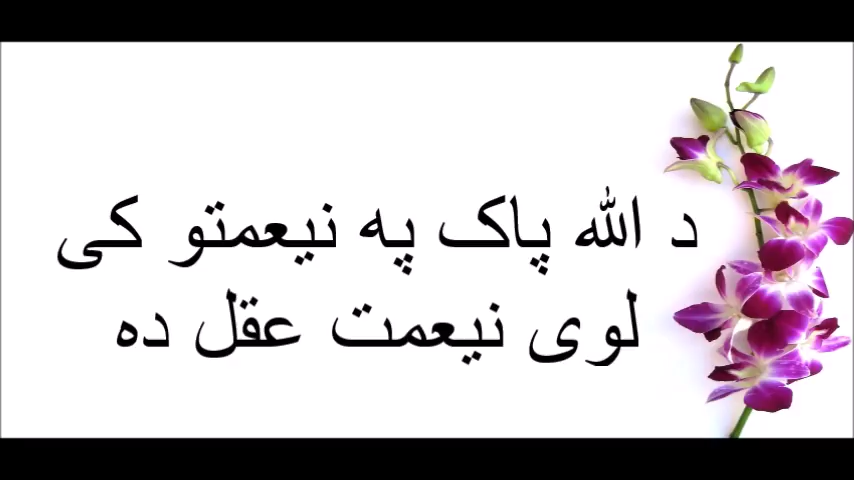 د الله پاک په نیعمتو کی
لوی نیعمت عقل ده